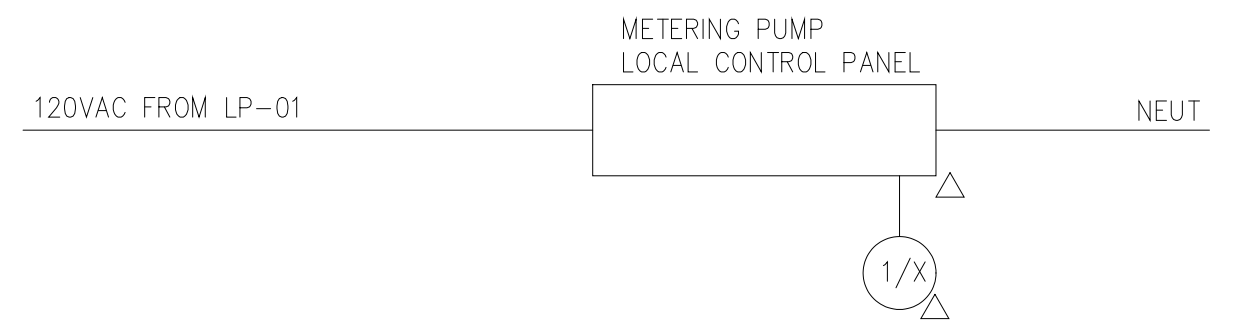 METERING PUMP
LOCAL CONTROL PANEL
120VAC FROM LP-01
NEUT
1/X